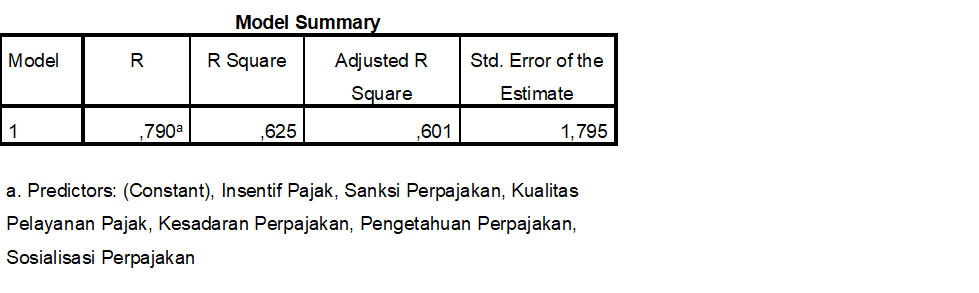 Model Summary
Model R R Square Adjusted R Square Std. Error of the Estimate
1 ,790a ,625 ,601 1,795
a. Predictors: (Constant), Insentif Pajak, Sanksi Perpajakan, Kualitas
Pelayanan Pajak, Kesadaran Perpajakan, Pengetahuan Perpajakan,
Sosialisasi Perpajakan